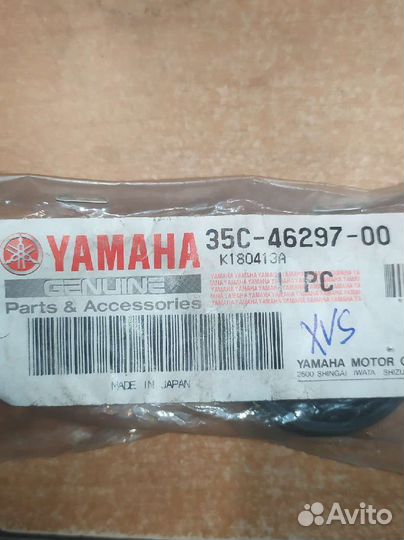 YAMAHA 35C-46297-00
K180413A
GENUINE
Parts & Accessories
1 PC
XVS
MADE IN JAPAN
YAMAHA MOTOR
2500 SHINGAI IWATA SHIZU
Avito